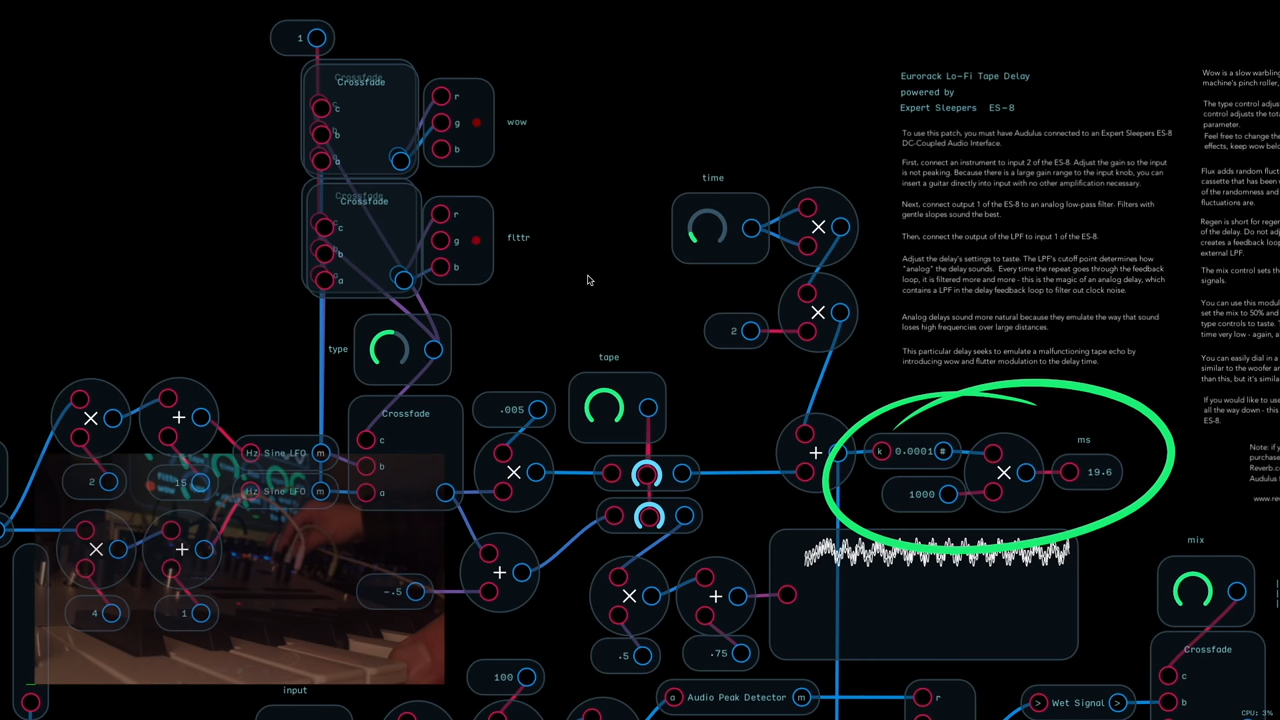 1
Crossfade
Crossfade
c
b
a
r
g
b
wow
Crossfade
Crossfade
c
b
a
r
g
b
flttr
type
time
×
2
×
tape
Crossfade
c
b
a
.005
×
+
+
-.5
×
+
2
15
Hz Sine LFO m
Hz Sine LFO m
×
+
4
1
k 0.0001 #
1000
×
ms
19.6
×
+
.5
.75
mix
Crossfade
c
b
100
input
a Audio Peak Detector m
r
> Wet Signal >
CPU: 3%
Eurorack Lo-Fi Tape Delay
powered by
Expert Sleepers ES-8
To use this patch, you must have Audulus connected to an Expert Sleepers ES-8
DC-Coupled Audio Interface.
First, connect an instrument to input 2 of the ES-8. Adjust the gain so the input
is not peaking. Because there is a large gain range to the input knob, you can
insert a guitar directly into input with no other amplification necessary.
Next, connect output 1 of the ES-8 to an analog low-pass filter. Filters with
gentle slopes sound the best.
Then, connect the output of the LPF to input 1 of the ES-8.
Adjust the delay's settings to taste. The LPF's cutoff point determines how
"analog" the delay sounds. Every time the repeat goes through the feedback
loop, it is filtered more and more - this is the magic of an analog delay, which
contains a LPF in the delay feedback loop to filter out clock noise.
Analog delays sound more natural because they emulate the way that sound
loses high frequencies over large distances.
This particular delay seeks to emulate a malfunctioning tape echo by
introducing wow and flutter modulation to the delay time.
Wow is a slow warbling
machine's pinch roller,
The type control adjus
control adjusts the tota
parameter.
Feel free to change the
effects, keep wow belo
Flux adds random fluct
cassette that has been
of the randomness and
fluctuations are.
Regen is short for reger
of the delay. Do not adj
creates a feedback loop
external LPF.
The mix control sets the
signals.
You can use this modul
set the mix to 50% and
type controls to taste. T
time very low - again, a
You can easily dial in a
similar to the woofer an
than this, but it's simila
If you would like to use
all the way down - this
ES-8.
Note: if y
purchase
Reverb.c
Audulus
www.rev